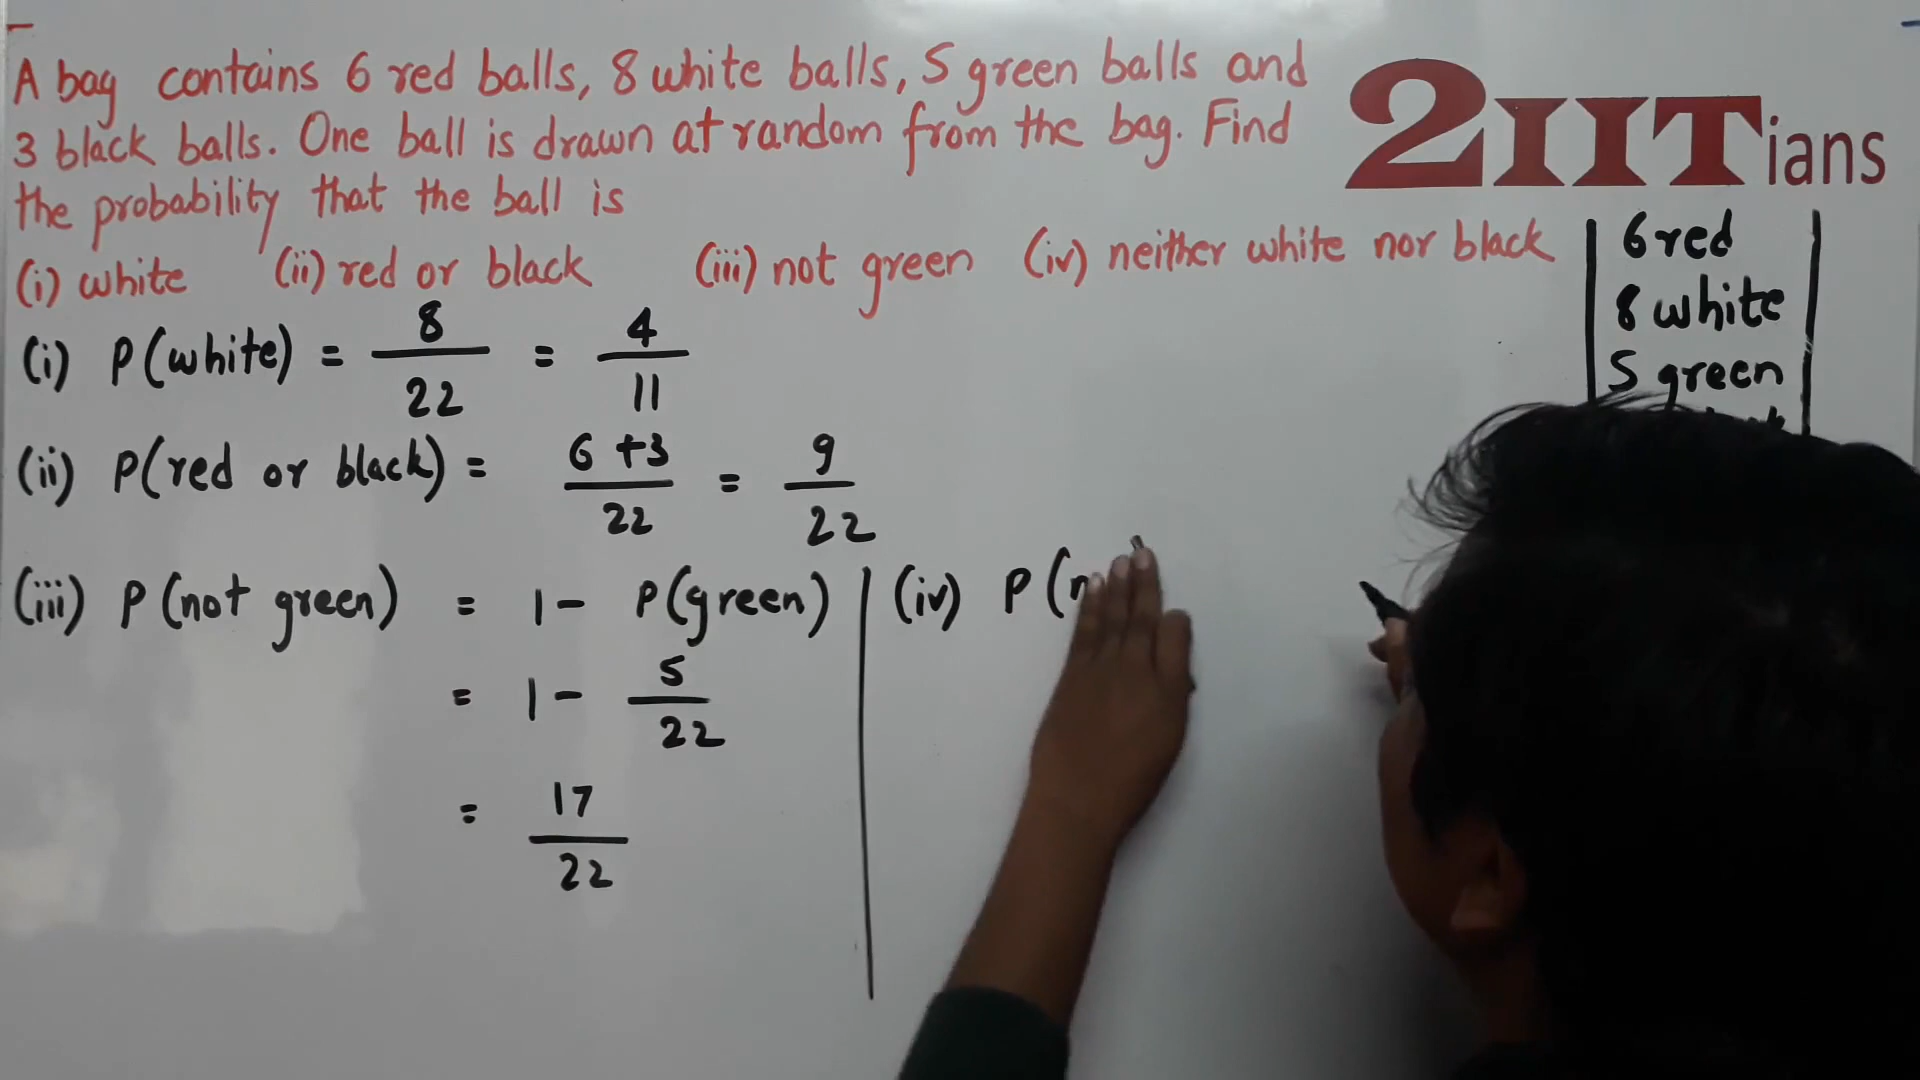 A bag contains 6 red balls, 8 white balls, 5 green balls and
3 black balls. One ball is drawn at random from the bag. Find
the probability that the ball is
(i) white (ii) red or black (iii) not green (iv) neither white nor black
2IITians
6 red
8 white
5 green
(i) P(white) = 8/22 = 4/11
(ii) P(red or black) = 6+3/22 = 9/22
(iii) P(not green) = 1 - P(green)
= 1 - 5/22
= 17/22
(iv) P(n